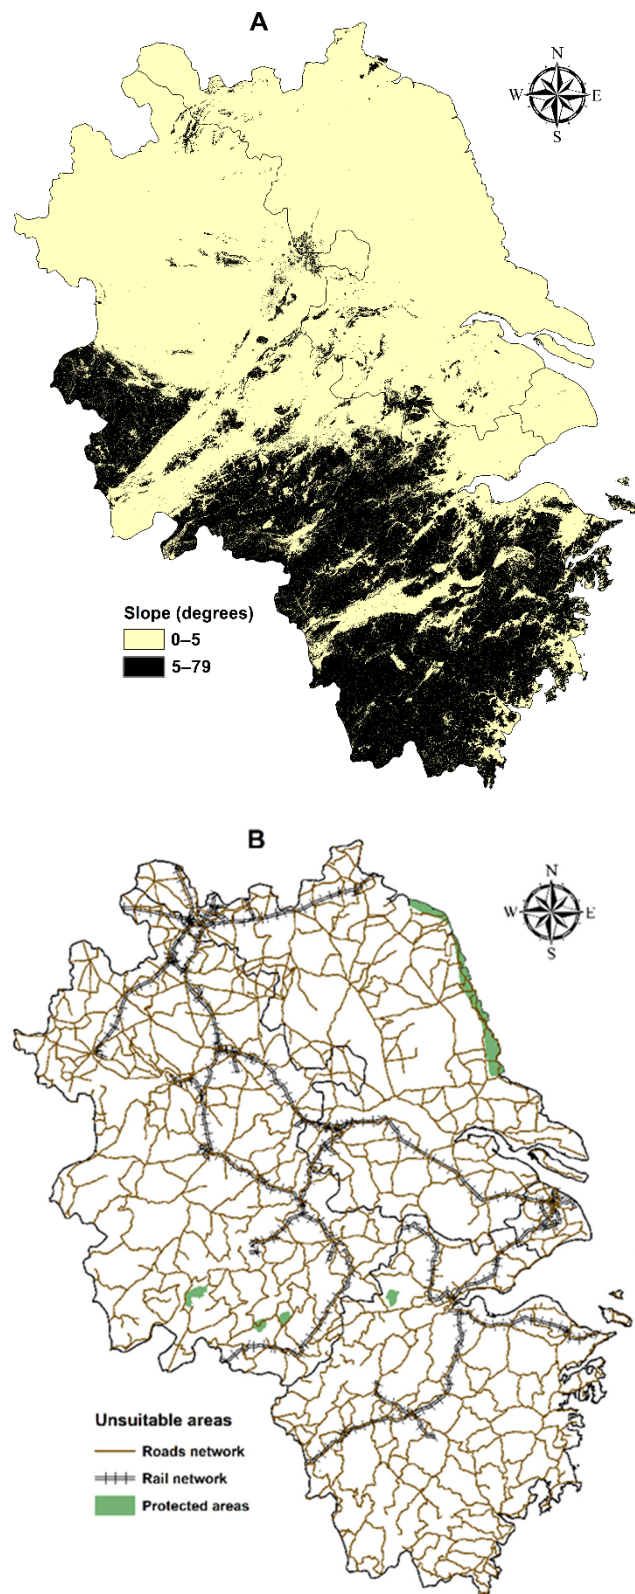 A
N
W E
S
Slope (degrees)
0–5
5–79
B
N
W E
S
Unsuitable areas
Roads network
Rail network
Protected areas